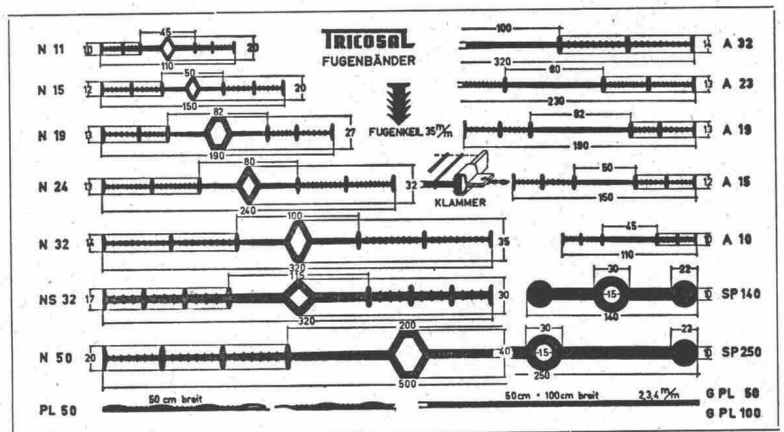 TRICOSAL
FUGENBÄNDER
FUGENKEIL 35 m/m
KLAMMER
N 11
45
10
20
110
N 15
50
12
20
150
N 19
82
13
27
190
N 24
80
13
32
240
N 32
100
14
35
320
NS 32
115
17
30
320
N 50
200
20
40
500
PL 50
50 cm breit
100
14
A 32
320
80
13
A 23
230
82
13
A 19
190
50
12
A 15
150
45
10
A 10
110
30
22
15
10
SP 140
140
30
22
15
10
SP 250
250
50cm + 100cm breit
2,3,4 m/m
G PL 50
G PL 100